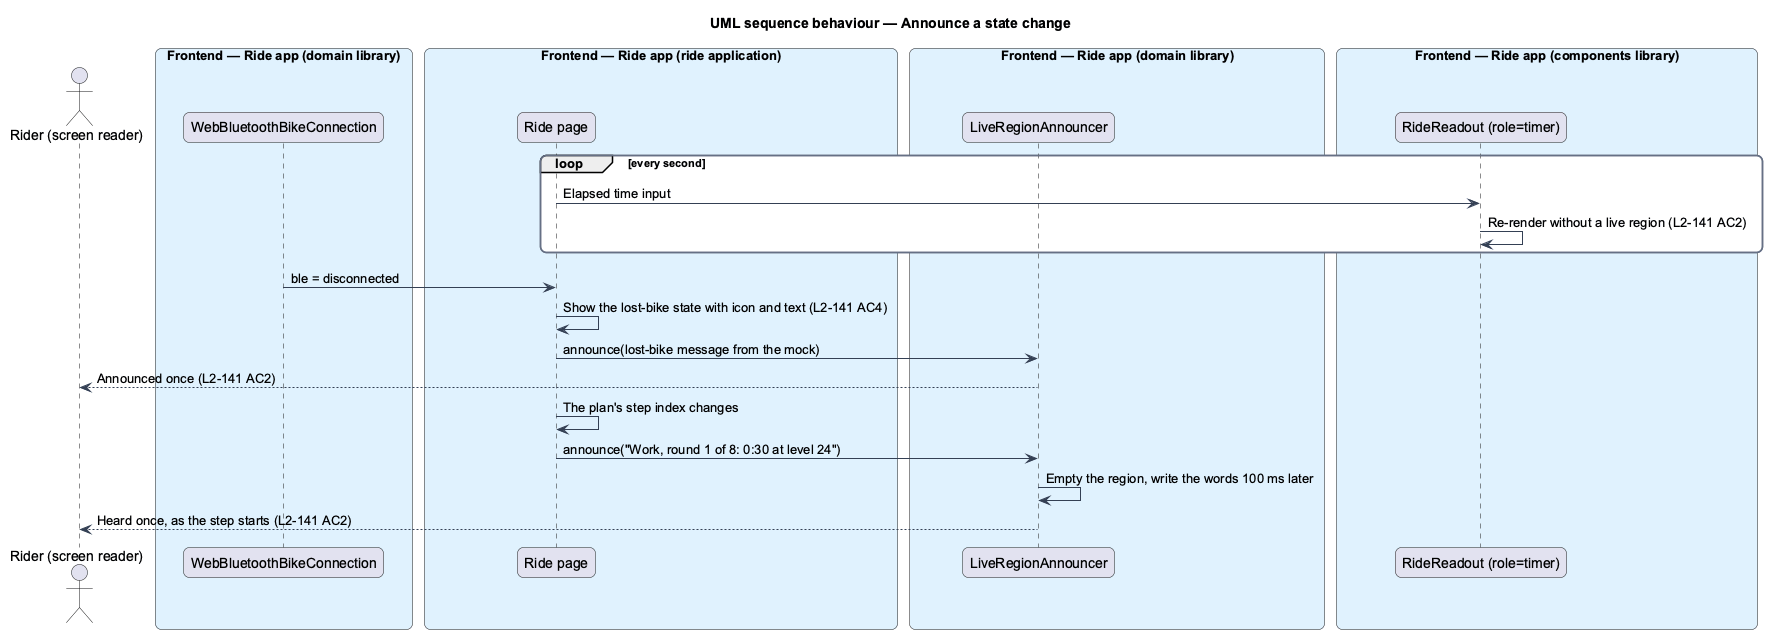 UML sequence behaviour — Announce a state change
Frontend — Ride app (domain library)
Frontend — Ride app (ride application)
Frontend — Ride app (domain library)
Frontend — Ride app (components library)
Rider (screen reader)
WebBluetoothBikeConnection
Ride page
LiveRegionAnnouncer
RideReadout (role=timer)
loop [every second]
Elapsed time input
Re-render without a live region (L2-141 AC2)
ble = disconnected
Show the lost-bike state with icon and text (L2-141 AC4)
announce(lost-bike message from the mock)
Announced once (L2-141 AC2)
The plan's step index changes
announce("Work, round 1 of 8: 0:30 at level 24")
Empty the region, write the words 100 ms later
Heard once, as the step starts (L2-141 AC2)
Rider (screen reader)
WebBluetoothBikeConnection
Ride page
LiveRegionAnnouncer
RideReadout (role=timer)